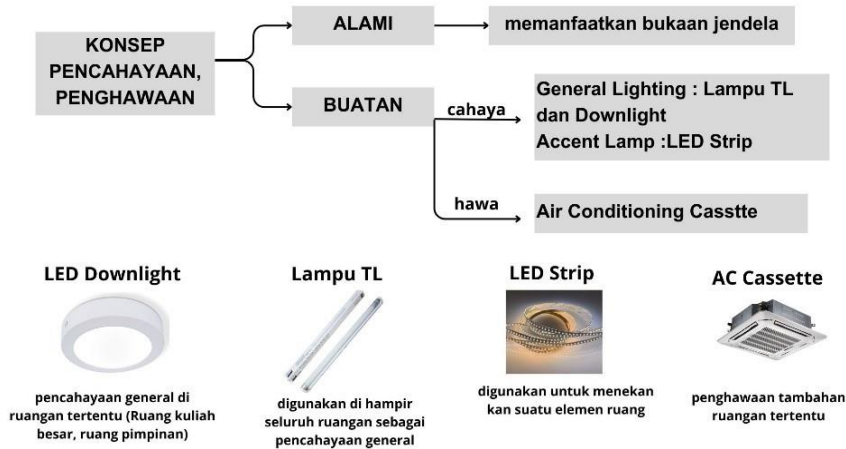 KONSEP
PENCAHAYAAN,
PENGHAWAAN
ALAMI
memanfaatkan bukaan jendela
BUATAN
cahaya
General Lighting : Lampu TL
dan Downlight
Accent Lamp :LED Strip
hawa
Air Conditioning Casstte
LED Downlight
pencahayaan general di
ruangan tertentu (Ruang kuliah
besar, ruang pimpinan)
Lampu TL
digunakan di hampir
seluruh ruangan sebagai
pencahayaan general
LED Strip
digunakan untuk menekan
kan suatu elemen ruang
AC Cassette
penghawaan tambahan
ruangan tertentu